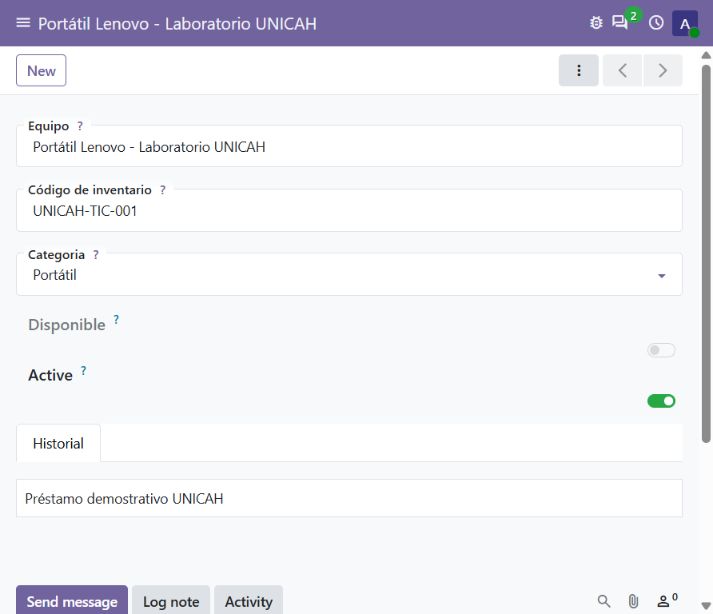 Portátil Lenovo - Laboratorio UNICAH
2
A
New
Equipo ?
Portátil Lenovo - Laboratorio UNICAH
Código de inventario ?
UNICAH-TIC-001
Categoria ?
Portátil
Disponible ?
Active ?
Historial
Préstamo demostrativo UNICAH
Send message Log note Activity 0